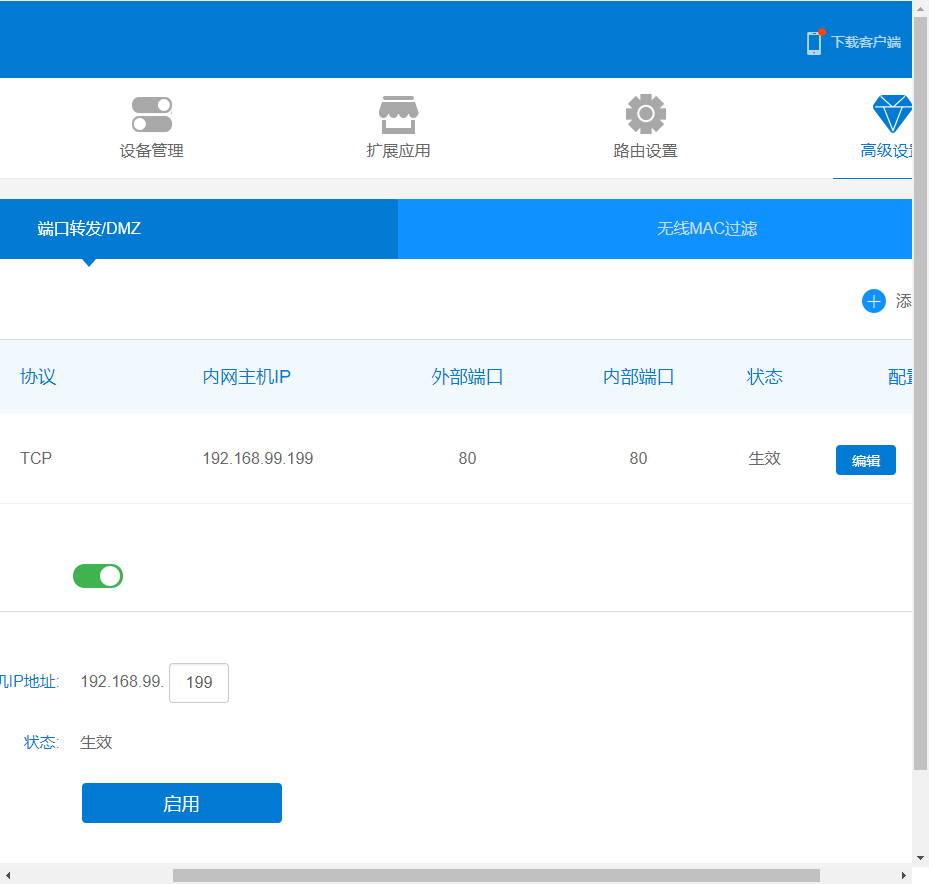 下载客户端
设备管理
扩展应用
路由设置
高级设
端口转发/DMZ
无线MAC过滤
添
协议 内网主机IP 外部端口 内部端口 状态 配
TCP 192.168.99.199 80 80 生效 编辑
机IP地址: 192.168.99. 199
状态: 生效
启用